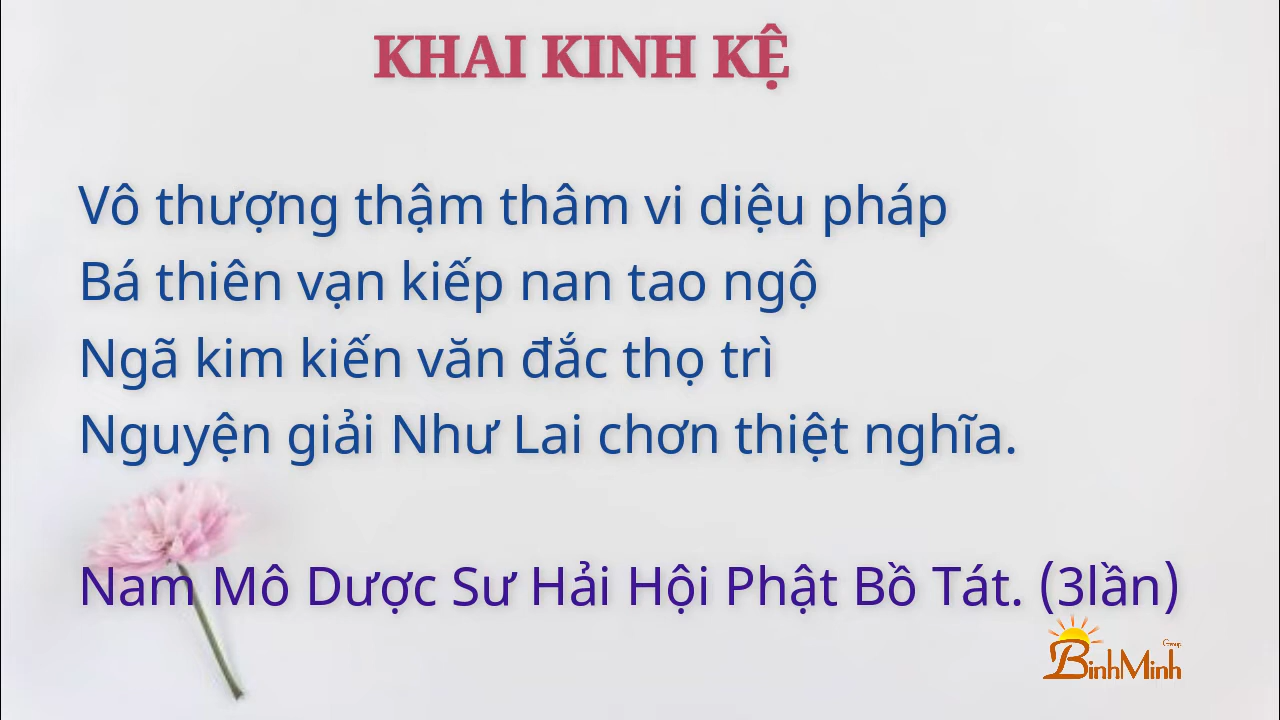 KHAI KINH KỆ
Vô thượng thậm thâm vi diệu pháp
Bá thiên vạn kiếp nan tao ngộ
Ngã kim kiến văn đắc thọ trì
Nguyện giải Như Lai chơn thiệt nghĩa.
Nam Mô Dược Sư Hải Hội Phật Bồ Tát. (3lần)
Group
BinhMinh